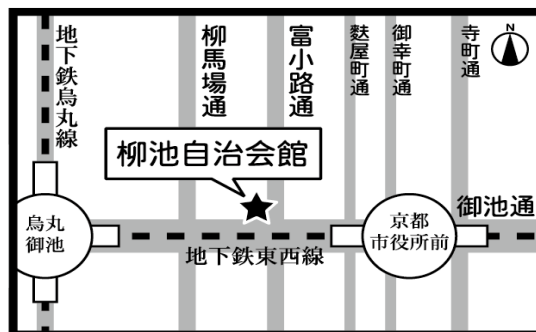 地下鉄烏丸線
柳馬場通
富小路通
麩屋町通
御幸町通
寺町通
N
柳池自治会館
烏丸
御池
京都
市役所前
御池通
地下鉄東西線